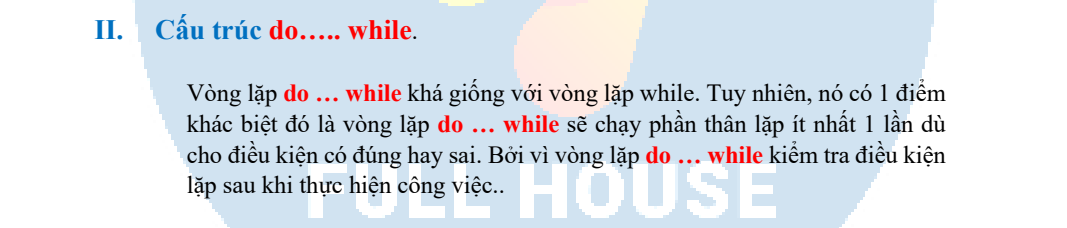 II. Cấu trúc do….. while.
Vòng lặp do … while khá giống với vòng lặp while. Tuy nhiên, nó có 1 điểm
khác biệt đó là vòng lặp do … while sẽ chạy phần thân lặp ít nhất 1 lần dù
cho điều kiện có đúng hay sai. Bởi vì vòng lặp do … while kiểm tra điều kiện
lặp sau khi thực hiện công việc..
FULL HOUSE